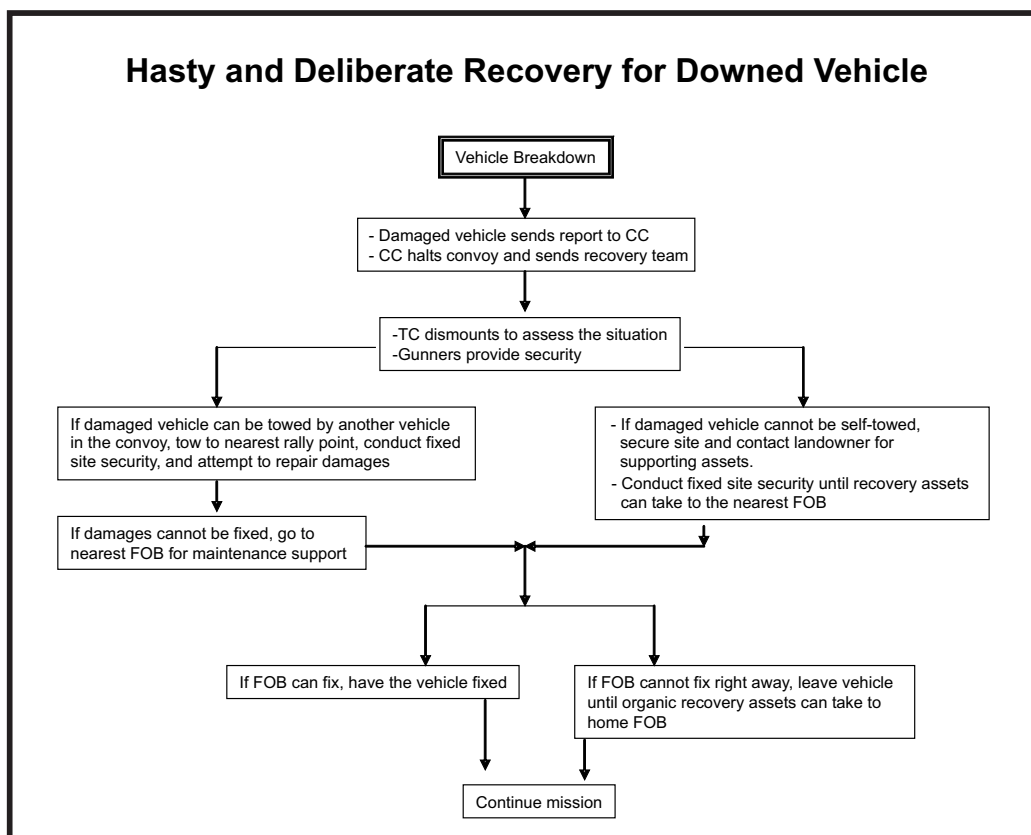 Hasty and Deliberate Recovery for Downed Vehicle
Vehicle Breakdown
- Damaged vehicle sends report to CC
- CC halts convoy and sends recovery team
-TC dismounts to assess the situation
-Gunners provide security
If damaged vehicle can be towed by another vehicle
in the convoy, tow to nearest rally point, conduct fixed
site security, and attempt to repair damages
- If damaged vehicle cannot be self-towed,
secure site and contact landowner for
supporting assets.
- Conduct fixed site security until recovery assets
can take to the nearest FOB
If damages cannot be fixed, go to
nearest FOB for maintenance support
If FOB can fix, have the vehicle fixed
If FOB cannot fix right away, leave vehicle
until organic recovery assets can take to
home FOB
Continue mission